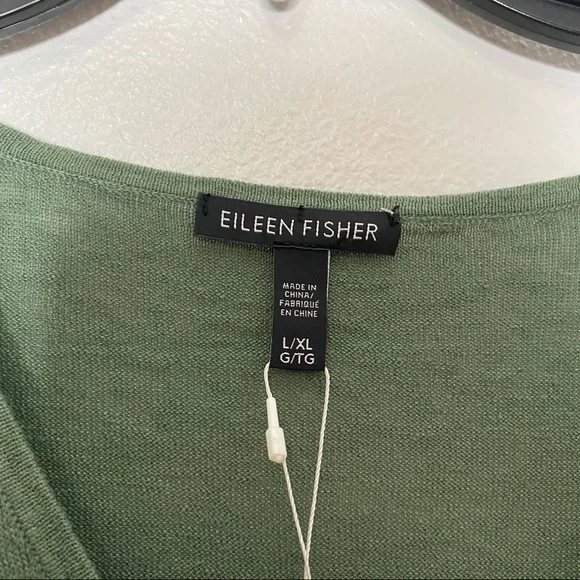 EILEEN FISHER
MADE IN
CHINA/
FABRIQUÉ
EN CHINE
L/XL
G/TG